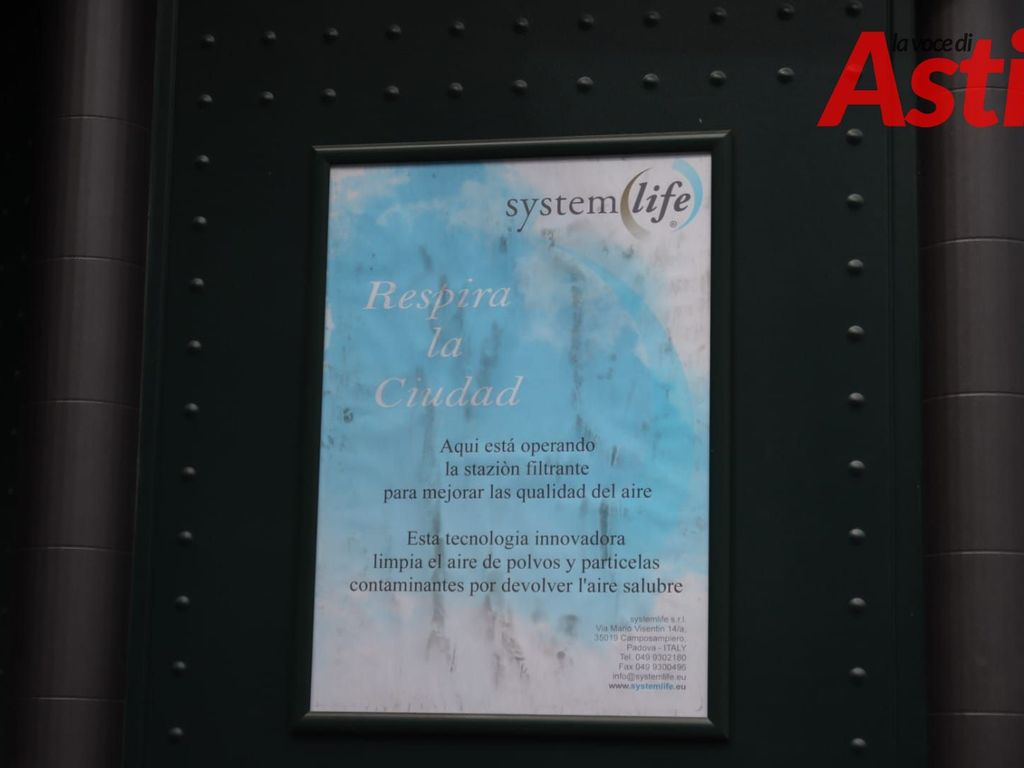 la voce di
Asti
system life®
Respira
la
Ciudad
Aqui está operando
la staziòn filtrante
para mejorar las qualidad del aire
Esta tecnologia innovadora
limpia el aire de polvos y particelas
contaminantes por devolver l'aire salubre
systemlife s.r.l.
Via Mario Visentin 14/a,
35019 Camposampiero,
Padova - ITALY
Tel. 049 9302180
Fax 049 9300496
info@systemlife.eu
www.systemlife.eu